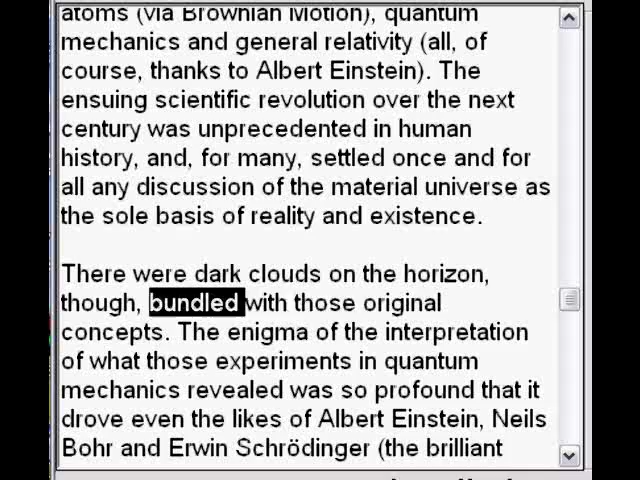 atoms (via Brownian Motion), quantum
mechanics and general relativity (all, of
course, thanks to Albert Einstein). The
ensuing scientific revolution over the next
century was unprecedented in human
history, and, for many, settled once and for
all any discussion of the material universe as
the sole basis of reality and existence.
There were dark clouds on the horizon,
though, bundled with those original
concepts. The enigma of the interpretation
of what those experiments in quantum
mechanics revealed was so profound that it
drove even the likes of Albert Einstein, Neils
Bohr and Erwin Schrödinger (the brilliant